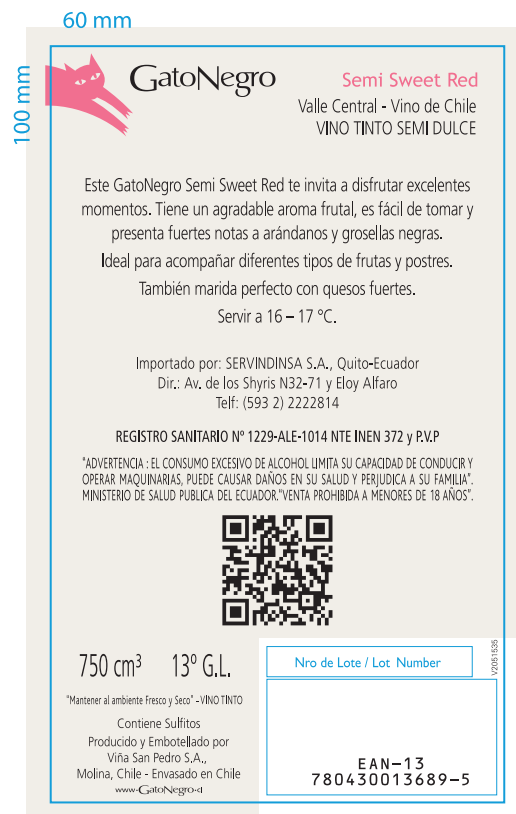 60 mm
100 mm
GatoNegro
Semi Sweet Red
Valle Central - Vino de Chile
VINO TINTO SEMI DULCE
Este GatoNegro Semi Sweet Red te invita a disfrutar excelentes
momentos. Tiene un agradable aroma frutal, es fácil de tomar y
presenta fuertes notas a arándanos y grosellas negras.
Ideal para acompañar diferentes tipos de frutas y postres.
También marida perfecto con quesos fuertes.
Servir a 16 – 17 °C.
Importado por: SERVINDINSA S.A., Quito-Ecuador
Dir.: Av. de los Shyris N32-71 y Eloy Alfaro
Telf: (593 2) 2222814
REGISTRO SANITARIO Nº 1229-ALE-1014 NTE INEN 372 y P.V.P
"ADVERTENCIA : EL CONSUMO EXCESIVO DE ALCOHOL LIMITA SU CAPACIDAD DE CONDUCIR Y
OPERAR MAQUINARIAS, PUEDE CAUSAR DAÑOS EN SU SALUD Y PERJUDICA A SU FAMILIA".
MINISTERIO DE SALUD PUBLICA DEL ECUADOR."VENTA PROHIBIDA A MENORES DE 18 AÑOS".
750 cm³ 13º G.L.
"Mantener al ambiente Fresco y Seco" - VINO TINTO
Contiene Sulfitos
Producido y Embotellado por
Viña San Pedro S.A.,
Molina, Chile - Envasado en Chile
www.GatoNegro.cl
Nro de Lote / Lot Number
V2051535
EAN-13
780430013689-5